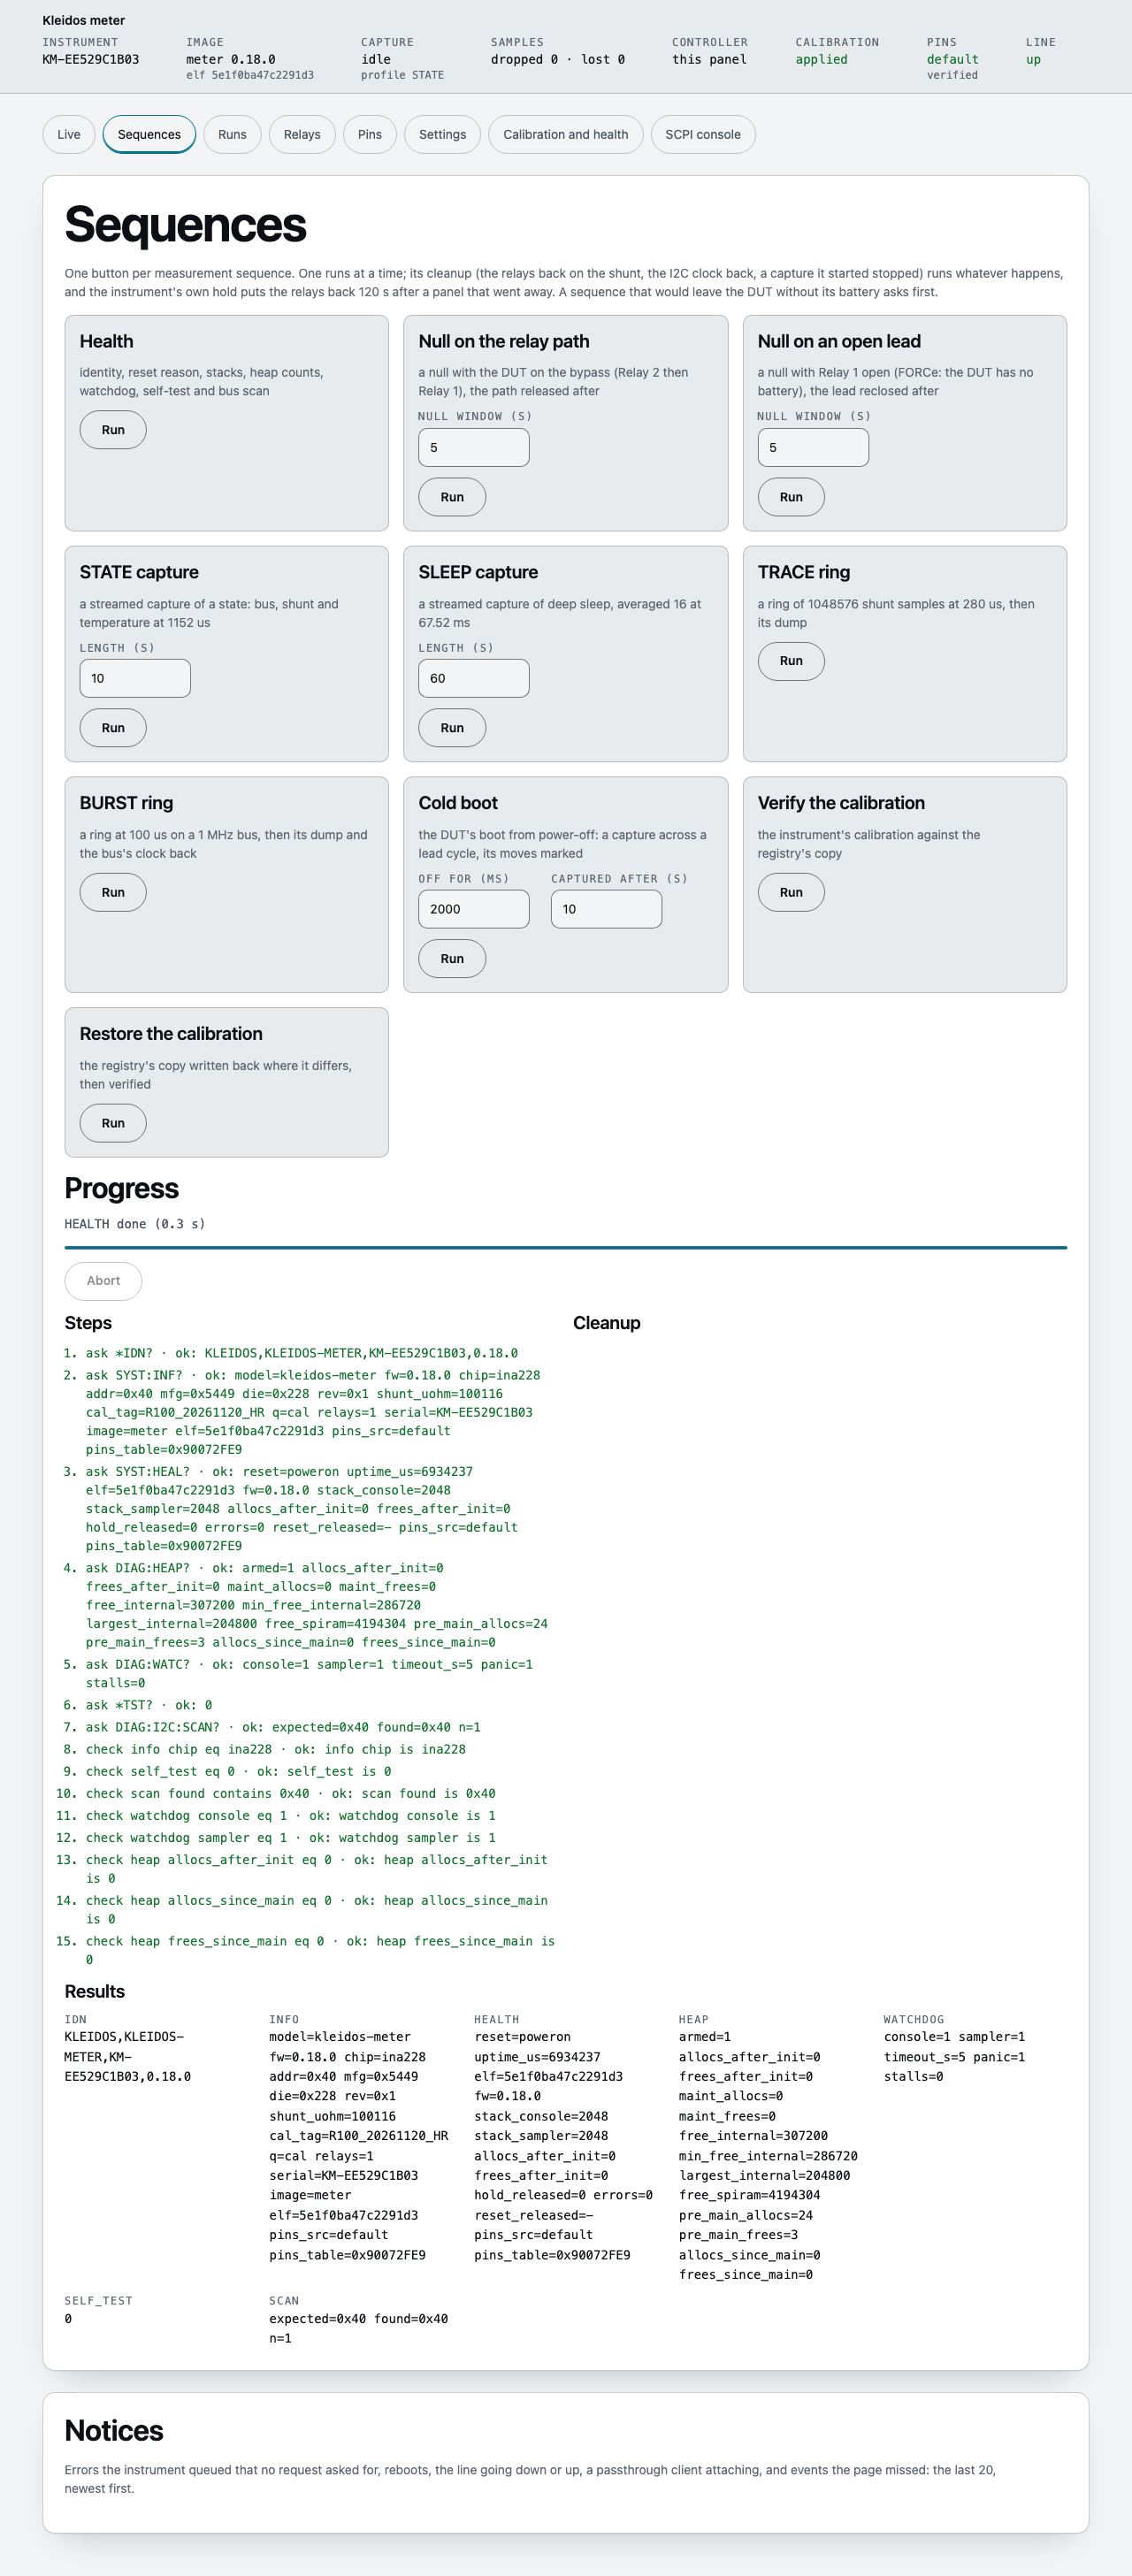 Kleidos meter
INSTRUMENT
KM-EE529C1B03
IMAGE
meter 0.18.0
elf 5e1f0ba47c2291d3
CAPTURE
idle
profile STATE
SAMPLES
dropped 0 · lost 0
CONTROLLER
this panel
CALIBRATION
applied
PINS
default
verified
LINE
up
Live
Sequences
Runs
Relays
Pins
Settings
Calibration and health
SCPI console
Sequences
One button per measurement sequence. One runs at a time; its cleanup (the relays back on the shunt, the I2C clock back, a capture it started stopped) runs whatever happens,
and the instrument's own hold puts the relays back 120 s after a panel that went away. A sequence that would leave the DUT without its battery asks first.
Health
identity, reset reason, stacks, heap counts,
watchdog, self-test and bus scan
Run
Null on the relay path
a null with the DUT on the bypass (Relay 2 then
Relay 1), the path released after
NULL WINDOW (S)
5
Run
Null on an open lead
a null with Relay 1 open (FORCe: the DUT has no
battery), the lead reclosed after
NULL WINDOW (S)
5
Run
STATE capture
a streamed capture of a state: bus, shunt and
temperature at 1152 us
LENGTH (S)
10
Run
SLEEP capture
a streamed capture of deep sleep, averaged 16 at
67.52 ms
LENGTH (S)
60
Run
TRACE ring
a ring of 1048576 shunt samples at 280 us, then
its dump
Run
BURST ring
a ring at 100 us on a 1 MHz bus, then its dump and
the bus's clock back
Run
Cold boot
the DUT's boot from power-off: a capture across a
lead cycle, its moves marked
OFF FOR (MS)
2000
CAPTURED AFTER (S)
10
Run
Verify the calibration
the instrument's calibration against the
registry's copy
Run
Restore the calibration
the registry's copy written back where it differs,
then verified
Run
Progress
HEALTH done (0.3 s)
Abort
Steps
1. ask *IDN? · ok: KLEIDOS,KLEIDOS-METER,KM-EE529C1B03,0.18.0
2. ask SYST:INF? · ok: model=kleidos-meter fw=0.18.0 chip=ina228
addr=0x40 mfg=0x5449 die=0x228 rev=0x1 shunt_uohm=100116
cal_tag=R100_20261120_HR q=cal relays=1 serial=KM-EE529C1B03
image=meter elf=5e1f0ba47c2291d3 pins_src=default
pins_table=0x90072FE9
3. ask SYST:HEAL? · ok: reset=poweron uptime_us=6934237
elf=5e1f0ba47c2291d3 fw=0.18.0 stack_console=2048
stack_sampler=2048 allocs_after_init=0 frees_after_init=0
hold_released=0 errors=0 reset_released=- pins_src=default
pins_table=0x90072FE9
4. ask DIAG:HEAP? · ok: armed=1 allocs_after_init=0
frees_after_init=0 maint_allocs=0 maint_frees=0
free_internal=307200 min_free_internal=286720
largest_internal=204800 free_spiram=4194304 pre_main_allocs=24
pre_main_frees=3 allocs_since_main=0 frees_since_main=0
5. ask DIAG:WATC? · ok: console=1 sampler=1 timeout_s=5 panic=1
stalls=0
6. ask *TST? · ok: 0
7. ask DIAG:I2C:SCAN? · ok: expected=0x40 found=0x40 n=1
8. check info chip eq ina228 · ok: info chip is ina228
9. check self_test eq 0 · ok: self_test is 0
10. check scan found contains 0x40 · ok: scan found is 0x40
11. check watchdog console eq 1 · ok: watchdog console is 1
12. check watchdog sampler eq 1 · ok: watchdog sampler is 1
13. check heap allocs_after_init eq 0 · ok: heap allocs_after_init
is 0
14. check heap allocs_since_main eq 0 · ok: heap allocs_since_main
is 0
15. check heap frees_since_main eq 0 · ok: heap frees_since_main is
0
Cleanup
Results
IDN
KLEIDOS,KLEIDOS-
METER,KM-
EE529C1B03,0.18.0
INFO
model=kleidos-meter
fw=0.18.0 chip=ina228
addr=0x40 mfg=0x5449
die=0x228 rev=0x1
shunt_uohm=100116
cal_tag=R100_20261120_HR
q=cal relays=1
serial=KM-EE529C1B03
image=meter
elf=5e1f0ba47c2291d3
pins_src=default
pins_table=0x90072FE9
HEALTH
reset=poweron
uptime_us=6934237
elf=5e1f0ba47c2291d3
fw=0.18.0
stack_console=2048
stack_sampler=2048
allocs_after_init=0
frees_after_init=0
hold_released=0 errors=0
reset_released=-
pins_src=default
pins_table=0x90072FE9
HEAP
armed=1
allocs_after_init=0
frees_after_init=0
maint_allocs=0
maint_frees=0
free_internal=307200
min_free_internal=286720
largest_internal=204800
free_spiram=4194304
pre_main_allocs=24
pre_main_frees=3
allocs_since_main=0
frees_since_main=0
WATCHDOG
console=1 sampler=1
timeout_s=5 panic=1
stalls=0
SELF_TEST
0
SCAN
expected=0x40 found=0x40
n=1
Notices
Errors the instrument queued that no request asked for, reboots, the line going down or up, a passthrough client attaching, and events the page missed: the last 20,
newest first.